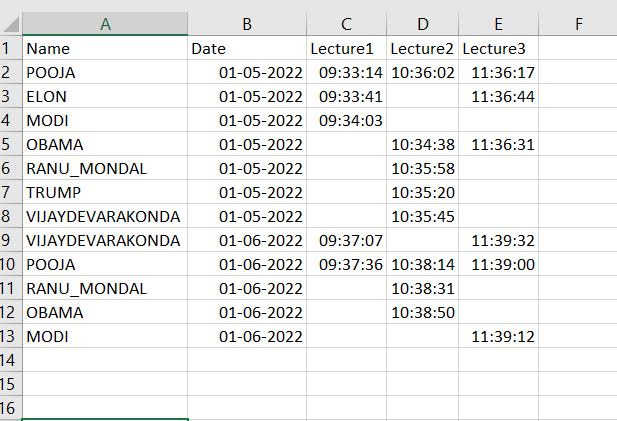 A B C D E F
1 Name Date Lecture1 Lecture2 Lecture3
2 POOJA 01-05-2022 09:33:14 10:36:02 11:36:17
3 ELON 01-05-2022 09:33:41 11:36:44
4 MODI 01-05-2022 09:34:03
5 OBAMA 01-05-2022 10:34:38 11:36:31
6 RANU_MONDAL 01-05-2022 10:35:58
7 TRUMP 01-05-2022 10:35:20
8 VIJAYDEVARAKONDA 01-05-2022 10:35:45
9 VIJAYDEVARAKONDA 01-06-2022 09:37:07 11:39:32
10 POOJA 01-06-2022 09:37:36 10:38:14 11:39:00
11 RANU_MONDAL 01-06-2022 10:38:31
12 OBAMA 01-06-2022 10:38:50
13 MODI 01-06-2022 11:39:12
14
15
16